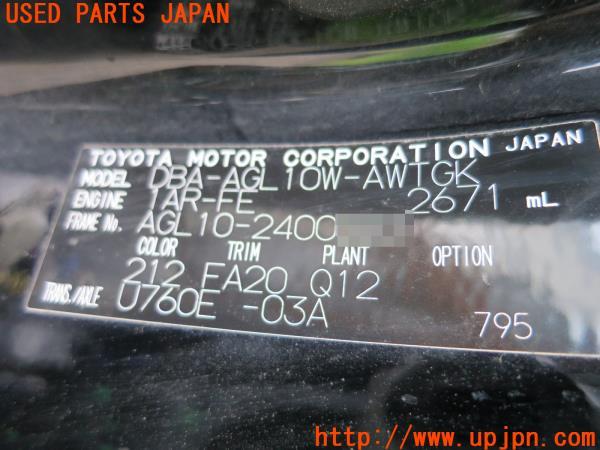 USED PARTS JAPAN
TOYOTA MOTOR CORPORATION JAPAN
MODEL DBA-AGL10W-AWTGK
ENGINE 1AR-FE 2671 mL
FRAME No. AGL10-2400
COLOR TRIM PLANT OPTION
212 FA20 Q12
TRANS./AXLE U760E -03A
795
http://www.upjpn.com